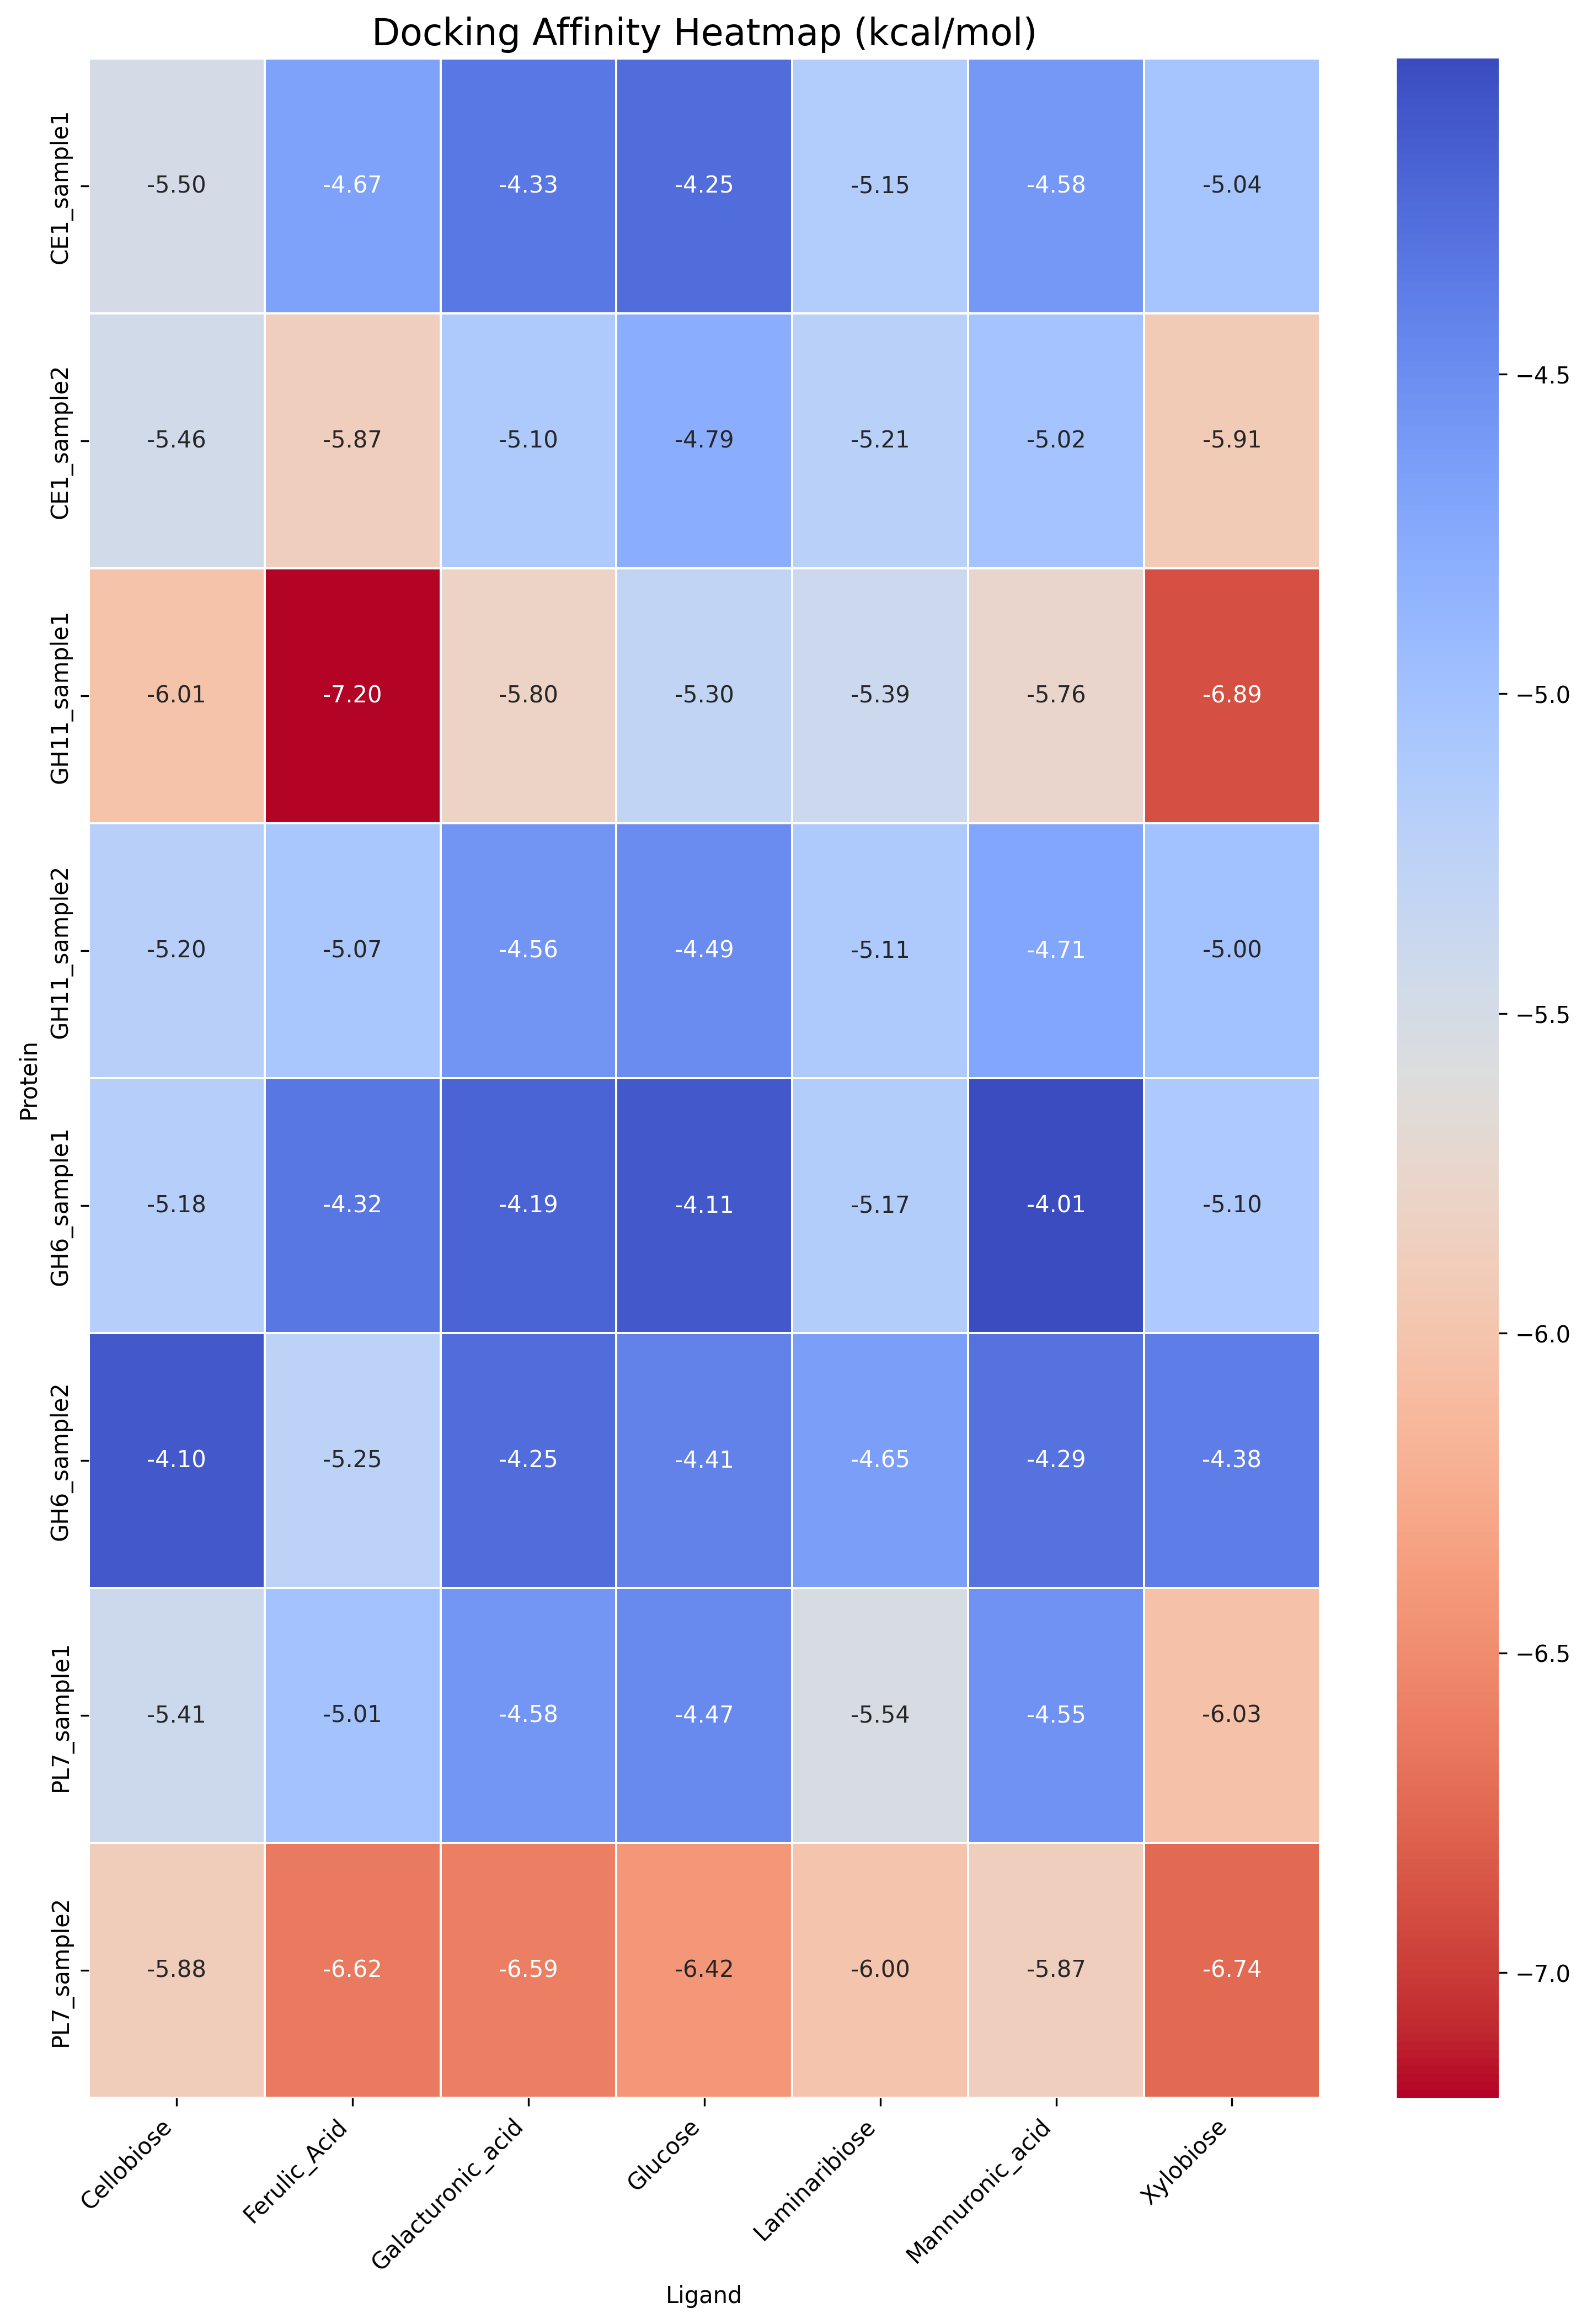 Docking Affinity Heatmap (kcal/mol)
Protein
CE1_sample1
-5.50 -4.67 -4.33 -4.25 -5.15 -4.58 -5.04
CE1_sample2
-5.46 -5.87 -5.10 -4.79 -5.21 -5.02 -5.91
GH11_sample1
-6.01 -7.20 -5.80 -5.30 -5.39 -5.76 -6.89
GH11_sample2
-5.20 -5.07 -4.56 -4.49 -5.11 -4.71 -5.00
GH6_sample1
-5.18 -4.32 -4.19 -4.11 -5.17 -4.01 -5.10
GH6_sample2
-4.10 -5.25 -4.25 -4.41 -4.65 -4.29 -4.38
PL7_sample1
-5.41 -5.01 -4.58 -4.47 -5.54 -4.55 -6.03
PL7_sample2
-5.88 -6.62 -6.59 -6.42 -6.00 -5.87 -6.74
Cellobiose
Ferulic_Acid
Galacturonic_acid
Glucose
Laminaribiose
Mannuronic_acid
Xylobiose
Ligand
−4.5
−5.0
−5.5
−6.0
−6.5
−7.0